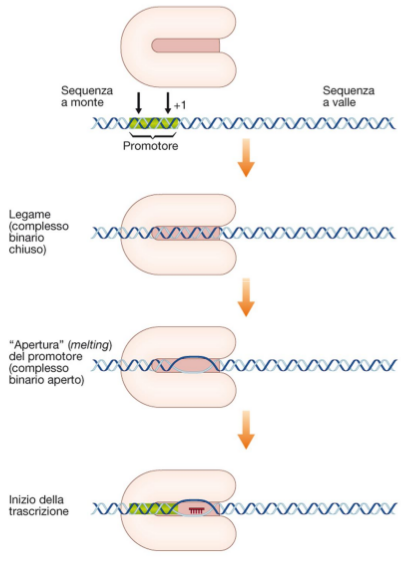 Sequenza
a monte
+1
Sequenza
a valle
Promotore
Legame
(complesso
binario
chiuso)
"Apertura" (melting)
del promotore
(complesso
binario aperto)
Inizio della
trascrizione